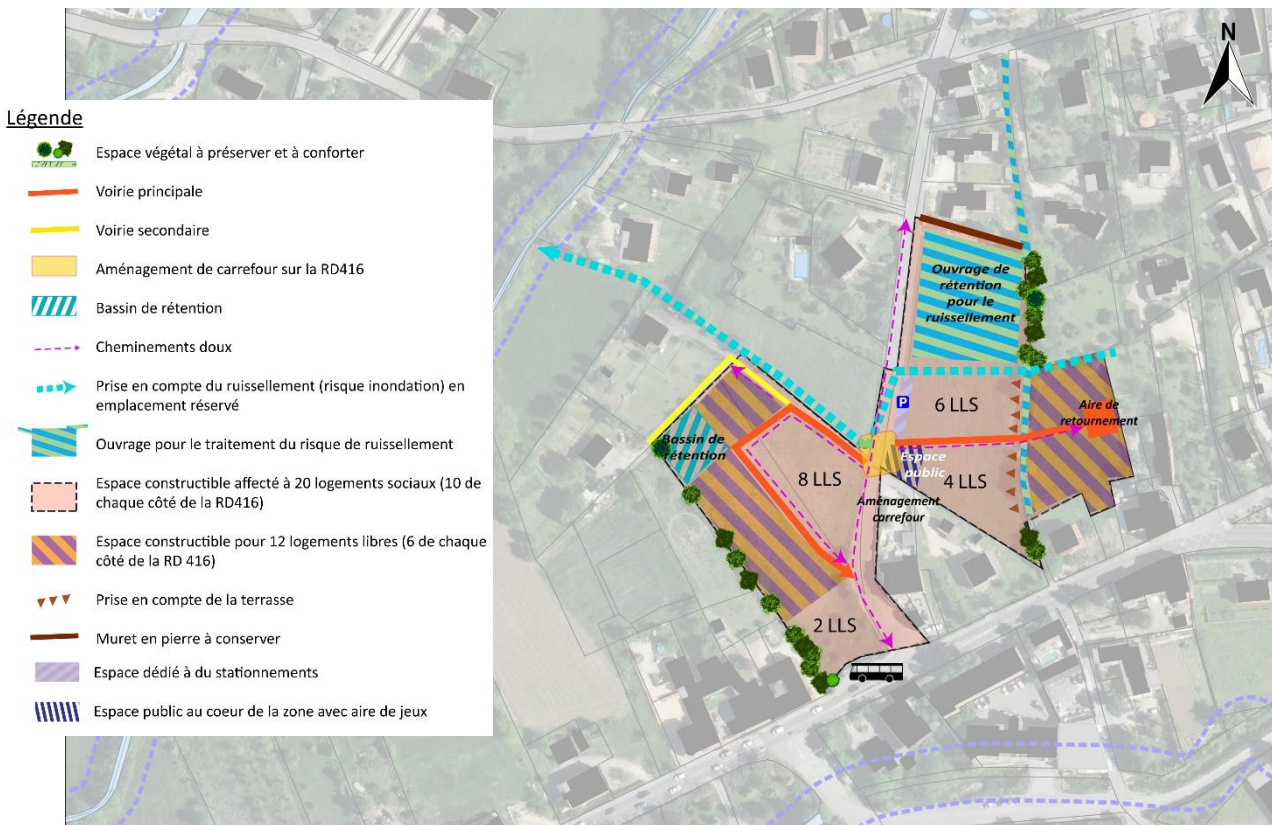 N
Légende
Espace végétal à préserver et à conforter
Voirie principale
Voirie secondaire
Aménagement de carrefour sur la RD416
Bassin de rétention
Cheminements doux
Prise en compte du ruissellement (risque inondation) en
emplacement réservé
Ouvrage pour le traitement du risque de ruissellement
Espace constructible affecté à 20 logements sociaux (10 de
chaque côté de la RD416)
Espace constructible pour 12 logements libres (6 de chaque
côté de la RD 416)
Prise en compte de la terrasse
Muret en pierre à conserver
Espace dédié à du stationnements
Espace public au coeur de la zone avec aire de jeux
Ouvrage de
rétention
pour le
ruissellement
P
6 LLS
Aire de
retournement
Bassin de
rétention
8 LLS
Espace
public
4 LLS
Aménagement
carrefour
2 LLS